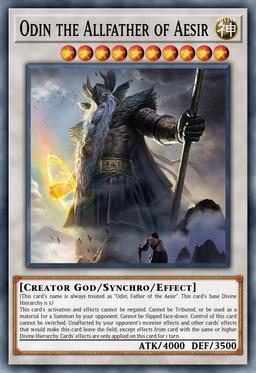 ODIN THE ALLFATHER OF AESIR
DIVINE
神
[CREATOR GOD/SYNCHRO/EFFECT]
(This card's name is always treated as "Odin, Father of the Aesir". This card's base Divine
Hierarchy is 3.)
This card's activation and effects cannot be negated. Cannot be Tributed, or be used as a
material for a Summon by your opponent. Cannot be flipped face-down. Control of this card
cannot be switched. Unaffected by your opponent's monster effects and other cards' effects
that would make this card leave the field, except effects from card with the same or higher
Divine Hierarchy. Cards' effects are only applied on this card for 1 turn.
ATK/4000 DEF/3500